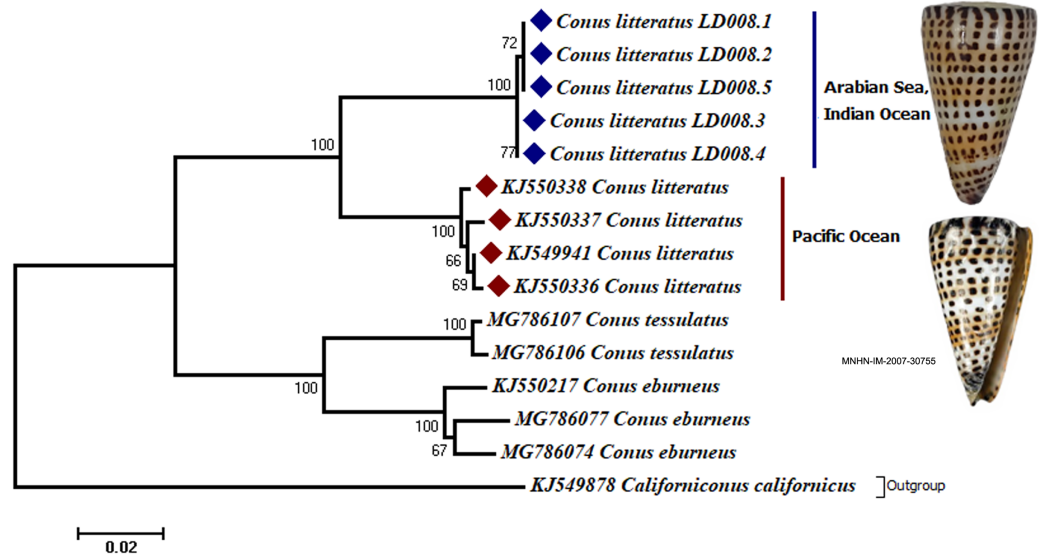 72
Conus litteratus LD008.1
Conus litteratus LD008.2
100
Conus litteratus LD008.5
Arabian Sea,
Indian Ocean
Conus litteratus LD008.3
100
77
Conus litteratus LD008.4
KJ550338 Conus litteratus
KJ550337 Conus litteratus
100
Pacific Ocean
KJ549941 Conus litteratus
66
69
KJ550336 Conus litteratus
100
MG786107 Conus tessulatus
MG786106 Conus tessulatus
MNHN-IM-2007-30755
100
KJ550217 Conus eburneus
MG786077 Conus eburneus
100
67
MG786074 Conus eburneus
KJ549878 Californiconus californicus
Outgroup
0.02